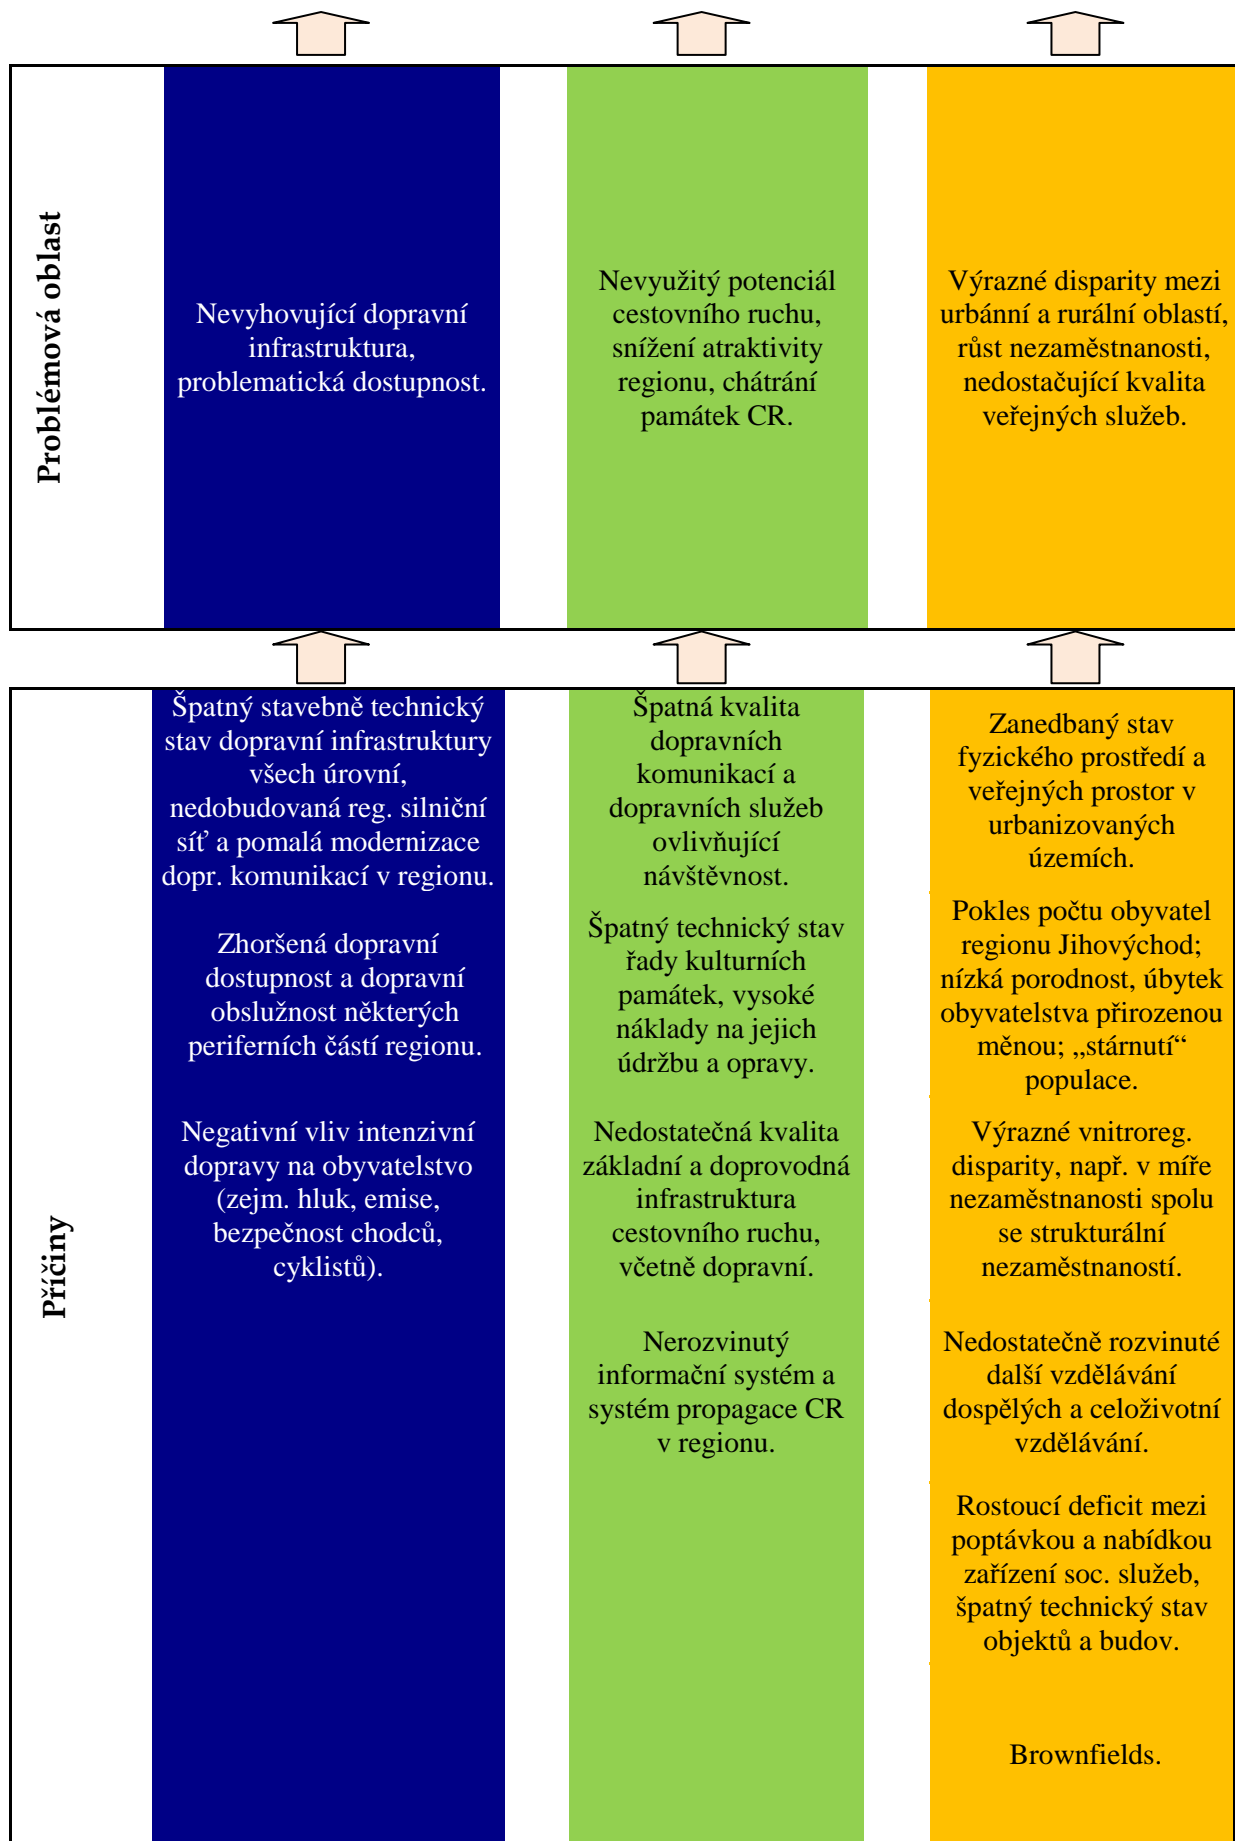 Problémová oblast
Nevyhovující dopravní
infrastruktura,
problematická dostupnost.
Nevyužitý potenciál
cestovního ruchu,
snížení atraktivity
regionu, chátrání
památek CR.
Výrazné disparity mezi
urbánní a rurální oblastí,
růst nezaměstnanosti,
nedostačující kvalita
veřejných služeb.
Příčiny
Špatný stavebně technický
stav dopravní infrastruktury
všech úrovní,
nedobudovaná reg. silniční
síť a pomalá modernizace
dopr. komunikací v regionu.
Zhoršená dopravní
dostupnost a dopravní
obslužnost některých
periferních částí regionu.
Negativní vliv intenzivní
dopravy na obyvatelstvo
(zejm. hluk, emise,
bezpečnost chodců,
cyklistů).
Špatná kvalita
dopravních
komunikací a
dopravních služeb
ovlivňující
návštěvnost.
Špatný technický stav
řady kulturních
památek, vysoké
náklady na jejich
údržbu a opravy.
Nedostatečná kvalita
základní a doprovodná
infrastruktura
cestovního ruchu,
včetně dopravní.
Nerozvinutý
informační systém a
systém propagace CR
v regionu.
Zanedbaný stav
fyzického prostředí a
veřejných prostor v
urbanizovaných
územích.
Pokles počtu obyvatel
regionu Jihovýchod;
nízká porodnost, úbytek
obyvatelstva přirozenou
měnou; „stárnutí“
populace.
Výrazné vnitroreg.
disparity, např. v míře
nezaměstnanosti spolu
se strukturální
nezaměstnaností.
Nedostatečně rozvinuté
další vzdělávání
dospělých a celoživotní
vzdělávání.
Rostoucí deficit mezi
poptávkou a nabídkou
zařízení soc. služeb,
špatný technický stav
objektů a budov.
Brownfields.